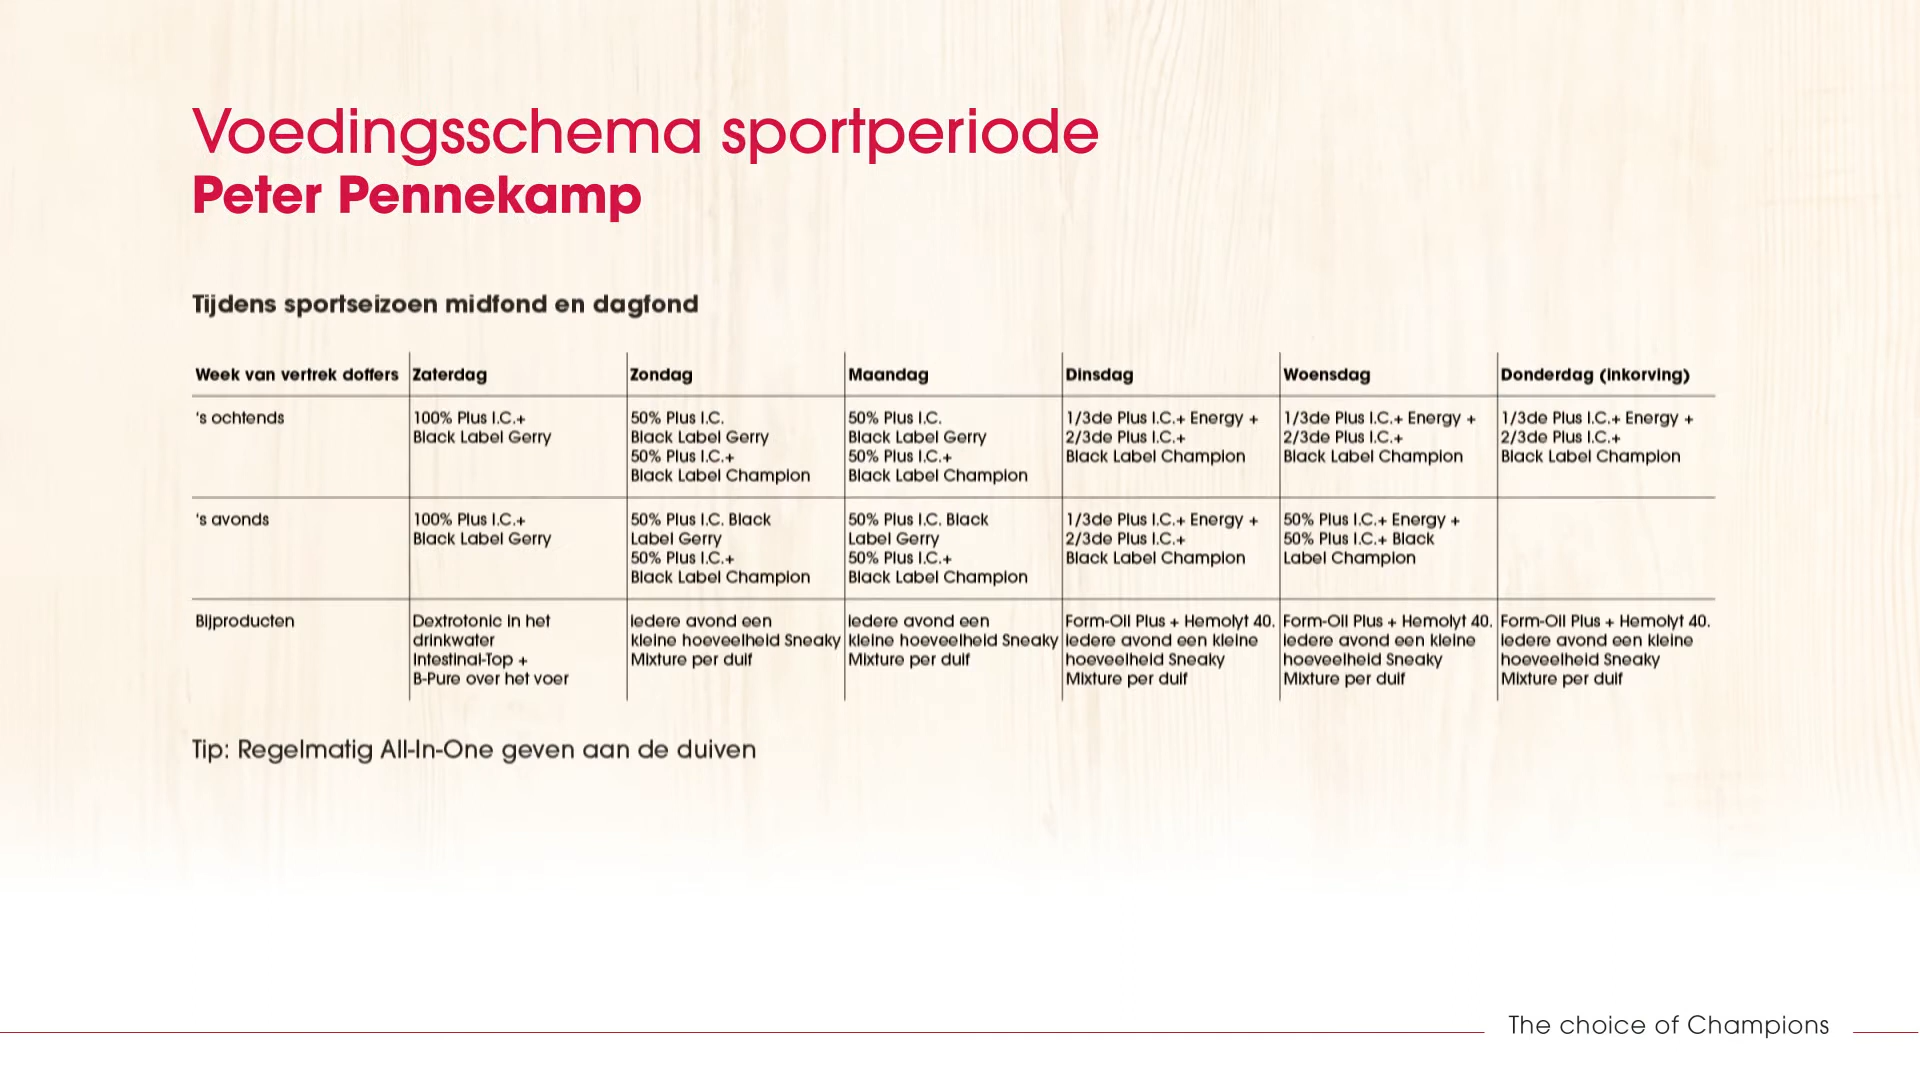 Voedingsschema sportperiode
Peter Pennekamp
Tijdens sportseizoen midfond en dagfond
Week van vertrek doffers
Zaterdag
Zondag
Maandag
Dinsdag
Woensdag
Donderdag (inkorving)
's ochtends
100% Plus I.C.+
Black Label Gerry
50% Plus I.C.
Black Label Gerry
50% Plus I.C.+
Black Label Champion
50% Plus I.C.
Black Label Gerry
50% Plus I.C.+
Black Label Champion
1/3de Plus I.C.+ Energy +
2/3de Plus I.C.+
Black Label Champion
1/3de Plus I.C.+ Energy +
2/3de Plus I.C.+
Black Label Champion
1/3de Plus I.C.+ Energy +
2/3de Plus I.C.+
Black Label Champion
's avonds
100% Plus I.C.+
Black Label Gerry
50% Plus I.C. Black
Label Gerry
50% Plus I.C.+
Black Label Champion
50% Plus I.C. Black
Label Gerry
50% Plus I.C.+
Black Label Champion
1/3de Plus I.C.+ Energy +
2/3de Plus I.C.+
Black Label Champion
50% Plus I.C.+ Energy +
50% Plus I.C.+ Black
Label Champion
Bijproducten
Dextrotonic in het
drinkwater
Intestinal-Top +
B-Pure over het voer
Iedere avond een
kleine hoeveelheid Sneaky
Mixture per duif
Iedere avond een
kleine hoeveelheid Sneaky
Mixture per duif
Form-Oil Plus + Hemolyt 40.
Iedere avond een kleine
hoeveelheid Sneaky
Mixture per duif
Form-Oil Plus + Hemolyt 40.
Iedere avond een kleine
hoeveelheid Sneaky
Mixture per duif
Form-Oil Plus + Hemolyt 40.
Iedere avond een kleine
hoeveelheid Sneaky
Mixture per duif
Tip: Regelmatig All-In-One geven aan de duiven
The choice of Champions